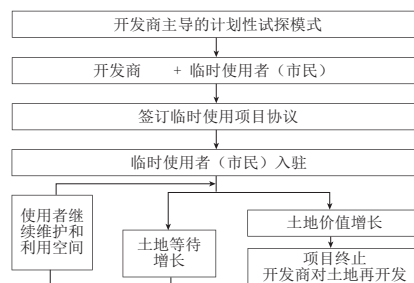 开发商主导的计划性试探模式
开发商 + 临时使用者（市民）
签订临时使用项目协议
临时使用者（市民）入驻
使用者继
续维护和
利用空间
土地等待
增长
土地价值增长
项目终止
开发商对土地再开发